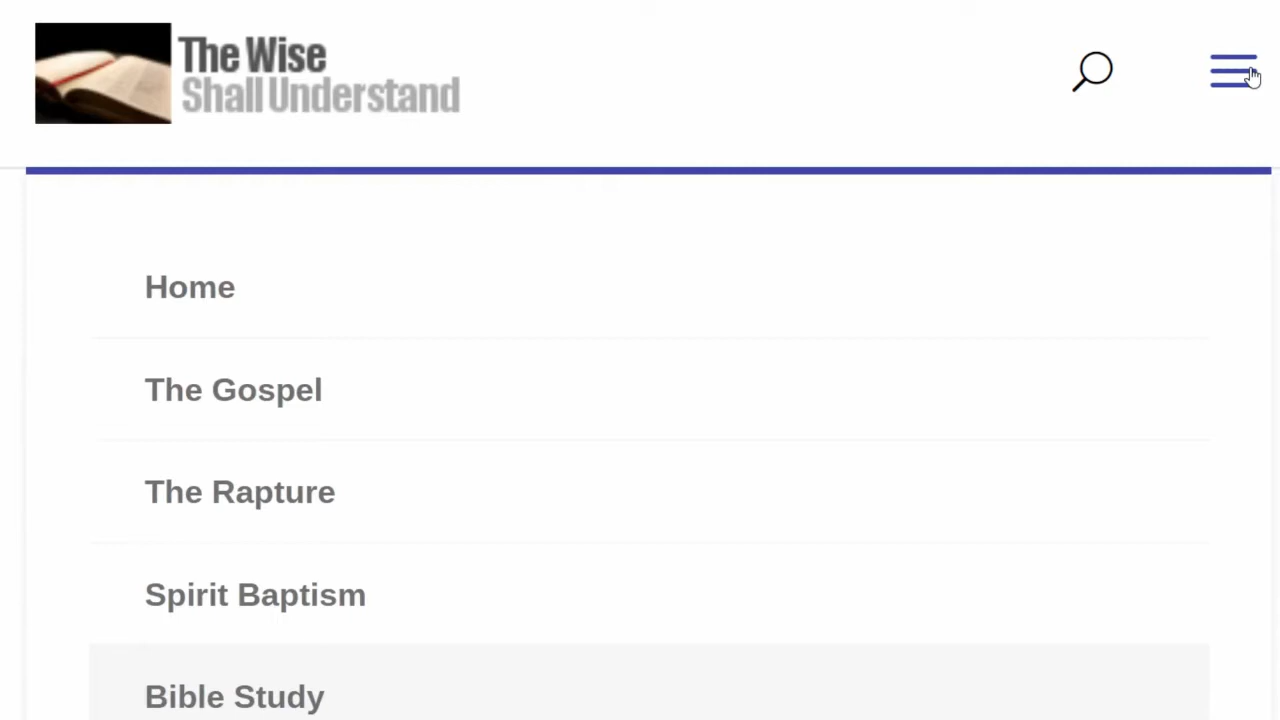 The Wise
Shall Understand
Home
The Gospel
The Rapture
Spirit Baptism
Bible Study